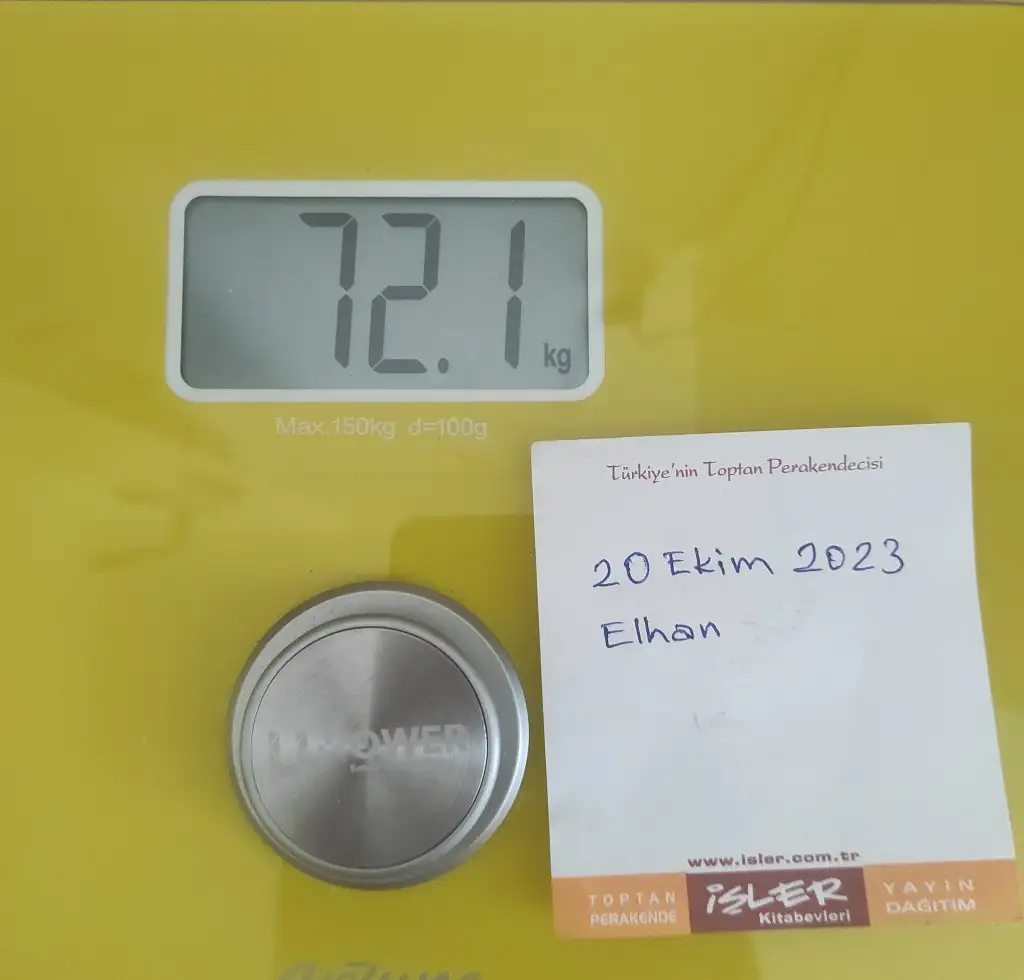 72.1 kg
Max.150kg d=100g
Türkiye'nin Toptan Perakendecisi
20 Ekim 2023
Elhan
www.isler.com.tr
TOPTAN
PERAKENDE
İŞLER
Kitabevleri
YAYIN
DAĞITIM